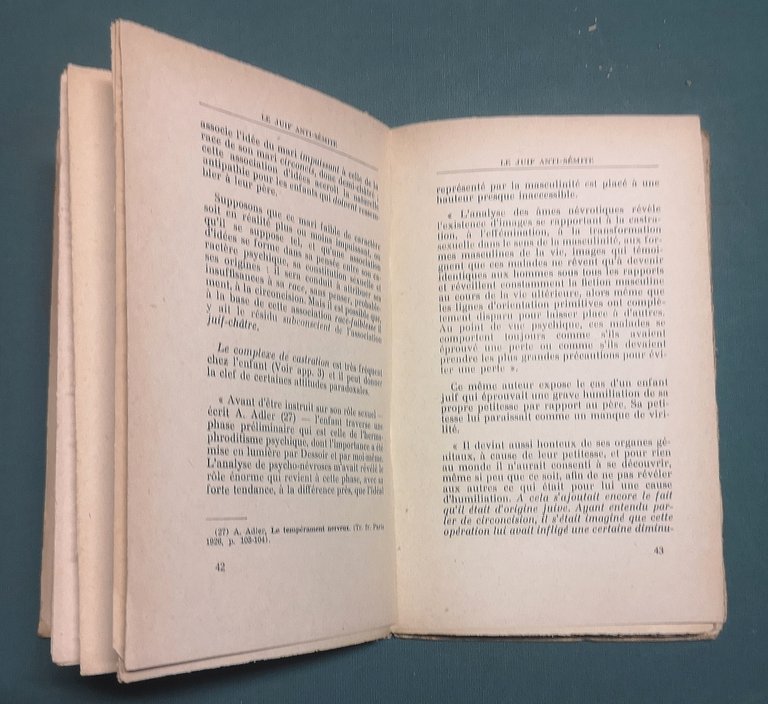 LE JUIF ANTI-SÉMITE
associe l'idée du mari impuissant à celle de la
race de son mari circoncis, donc demi-châtré :
cette association d'idées accroît la naturelle
antipathie pour les enfants qui doivent ressem-
bler à leur père.
Supposons que ce mari faible de caractère
soit en réalité plus ou moins impuissant, ou
qu'il se suppose tel, et qu'une association
d'idées se forme dans sa pensée entre son ca-
ractère psychique, sa constitution sexuelle et
ses origines : il sera conduit à attribuer ses
insuffisances à sa race, sans penser, probable-
ment, à la circoncision. Mais il est possible que,
à la base de cette association race-faiblesse il
y ait le résidu subconscient de l'association
juif-châtre.
Le complexe de castration est très fréquent
chez l'enfant (Voir app. 3) et il peut donner
la clef de certaines attitudes paradoxales.
« Avant d'être instruit sur son rôle sexuel —
écrit A. Adler (27) — l'enfant traverse une
phase préliminaire qui est celle de l'herma-
phroditisme psychique, dont l'importance a été
mise en lumière par Dessoir et par moi-même.
L'analyse de psycho-névroses m'avait révélé le
rôle énorme qui revient à cette phase, avec sa
forte tendance, à la différence près, que l'idéal
(27) A. Adler, Le tempérament nerveux. (Tr. fr. Paris
1926, p. 103-104).
42
LE JUIF ANTI-SÉMITE
représenté par la masculinité est placé à une
hauteur presque inaccessible.
« L'analyse des âmes névrotiques révèle
l'existence d'images se rapportant à la castra-
tion, à l'effémination, à la transformation
sexuelle dans le sens de la masculinité, aux for-
mes masculines de la vie, images qui témoi-
gnent que ces malades ne rêvent qu'à devenir
identiques aux hommes sous tous les rapports
et réveillent constamment la fiction masculine
au cours de la vie ultérieure, alors même que
les lignes d'orientation primitives ont complè-
tement disparu pour laisser place à d'autres.
Au point de vue psychique, ces malades se
comportent toujours comme s'ils avaient
éprouvé une perte ou comme s'ils devaient
prendre les plus grandes précautions pour évi-
ter une perte ».
Ce même auteur expose le cas d'un enfant
juif qui éprouvait une grave humiliation de sa
propre petitesse par rapport au père. Sa peti-
tesse lui paraissait comme un manque de viri-
lité.
« Il devint aussi honteux de ses organes gé-
nitaux, à cause de leur petitesse, et pour rien
au monde il n'aurait consenti à se découvrir,
même si peu que ce soit, afin de ne pas révéler
aux autres ce qui était pour lui une cause
d'humiliation. A cela s'ajoutait encore le fait
qu'il était d'origine juive. Ayant entendu par-
ler de circoncision, il s'était imaginé que cette
opération lui avait infligé une certaine diminu-
43